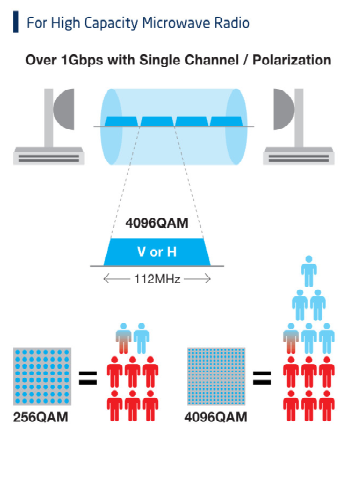 For High Capacity Microwave Radio
Over 1Gbps with Single Channel / Polarization
4096QAM
V or H
112MHz
256QAM
4096QAM